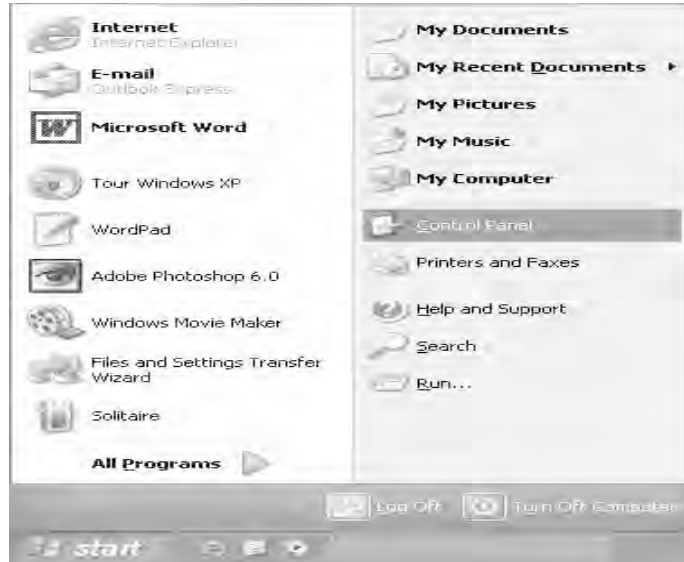 Internet
Internet Explorer
E-mail
Outlook Express
Microsoft Word
Tour Windows XP
WordPad
Adobe Photoshop 6.0
Windows Movie Maker
Files and Settings Transfer
Wizard
Solitaire
All Programs
My Documents
My Recent Documents
My Pictures
My Music
My Computer
Control Panel
Printers and Faxes
Help and Support
Search
Run...
Log Off
Turn Off Computer
start